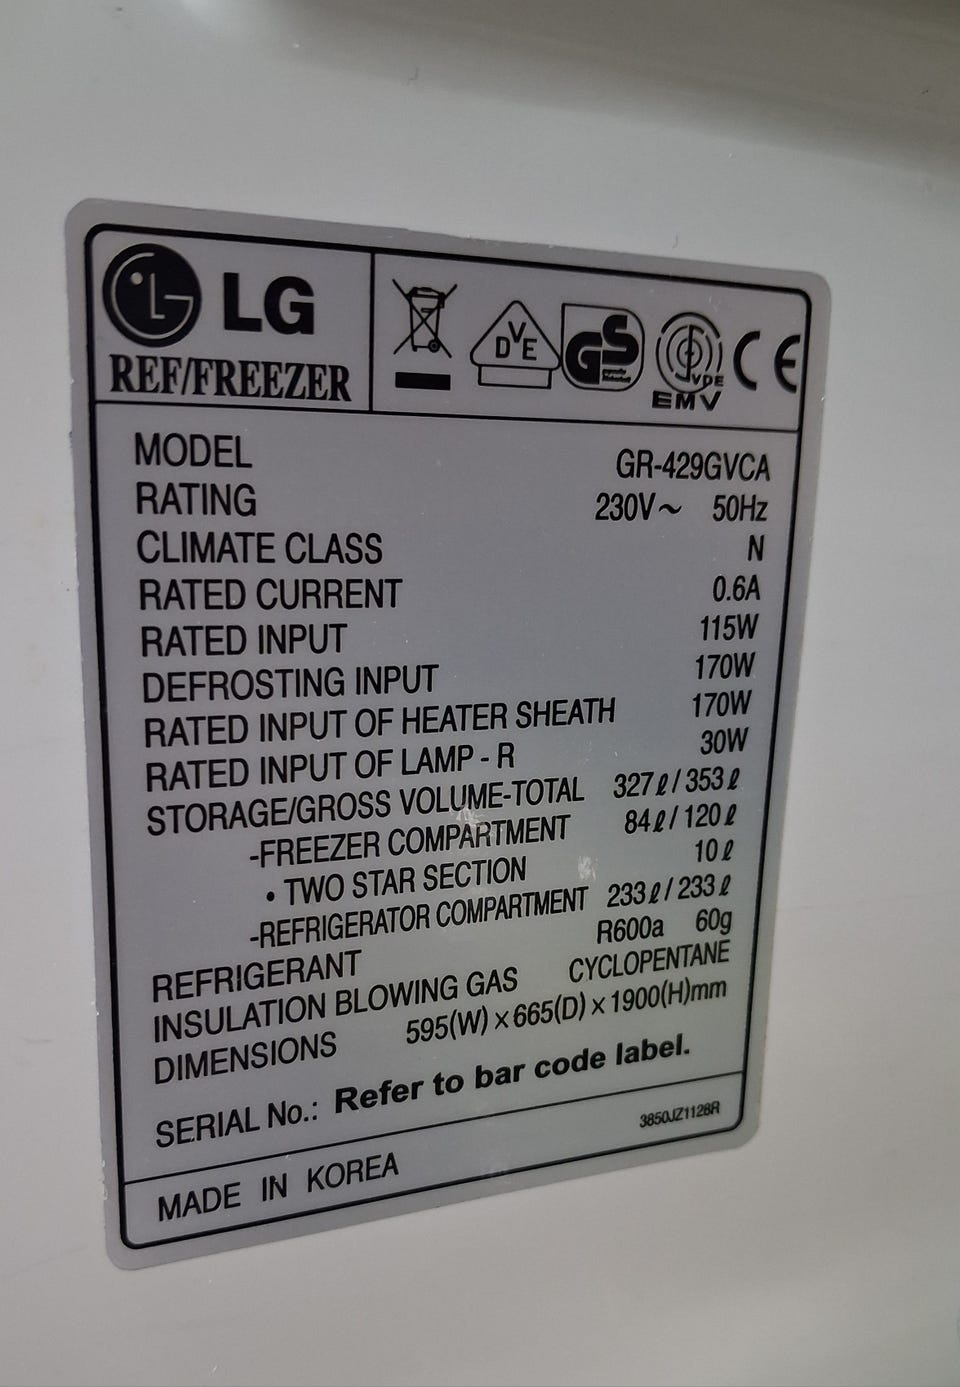 LG
REF/FREEZER
VDE
GS
VDE
EMV
CE
MODEL GR-429GVCA
RATING 230V~ 50Hz
CLIMATE CLASS N
RATED CURRENT 0.6A
RATED INPUT 115W
DEFROSTING INPUT 170W
RATED INPUT OF HEATER SHEATH 170W
RATED INPUT OF LAMP - R 30W
STORAGE/GROSS VOLUME-TOTAL 327ℓ/353ℓ
-FREEZER COMPARTMENT 84ℓ/120ℓ
• TWO STAR SECTION 10ℓ
-REFRIGERATOR COMPARTMENT 233ℓ/233ℓ
REFRIGERANT R600a 60g
INSULATION BLOWING GAS CYCLOPENTANE
DIMENSIONS 595(W)×665(D)×1900(H)mm
SERIAL No.: Refer to bar code label.
3850JZ1128R
MADE IN KOREA